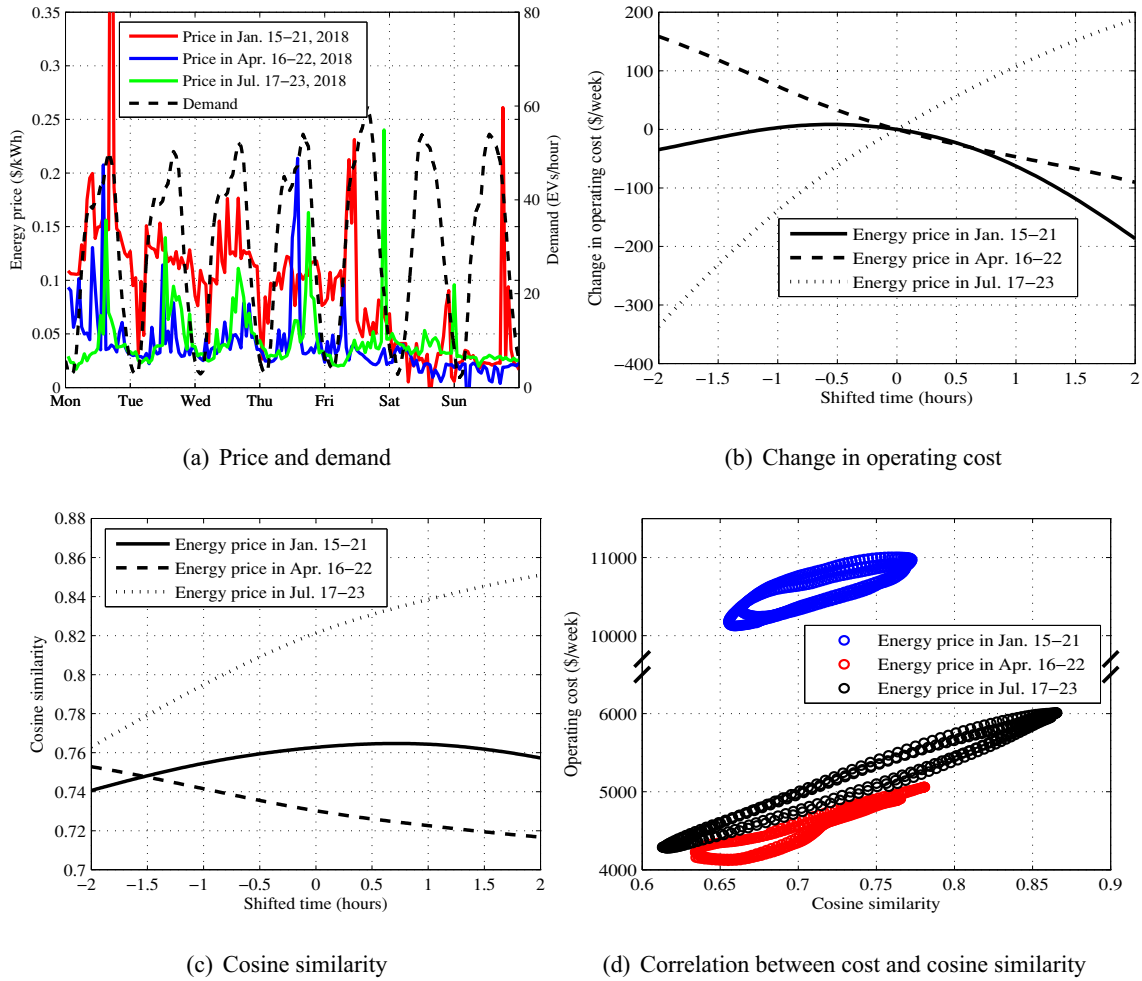 0.35
0.3
0.25
0.2
0.15
0.1
0.05
0
Energy price ($/kWh)
Price in Jan. 15−21, 2018
Price in Apr. 16−22, 2018
Price in Jul. 17−23, 2018
Demand
80
60
40
20
0
Demand (EVs/hour)
Mon Tue Wed Thu Fri Sat Sun
(a) Price and demand
200
100
0
−100
−200
−300
−400
Change in operating cost ($/week)
Energy price in Jan. 15−21
Energy price in Apr. 16−22
Energy price in Jul. 17−23
−2 −1.5 −1 −0.5 0 0.5 1 1.5 2
Shifted time (hours)
(b) Change in operating cost
0.88
0.86
0.84
0.82
0.8
0.78
0.76
0.74
0.72
0.7
Cosine similarity
Energy price in Jan. 15−21
Energy price in Apr. 16−22
Energy price in Jul. 17−23
−2 −1.5 −1 −0.5 0 0.5 1 1.5 2
Shifted time (hours)
(c) Cosine similarity
11000
10000
6000
5000
4000
Operating cost ($/week)
Energy price in Jan. 15−21
Energy price in Apr. 16−22
Energy price in Jul. 17−23
0.6 0.65 0.7 0.75 0.8 0.85 0.9
Cosine similarity
(d) Correlation between cost and cosine similarity